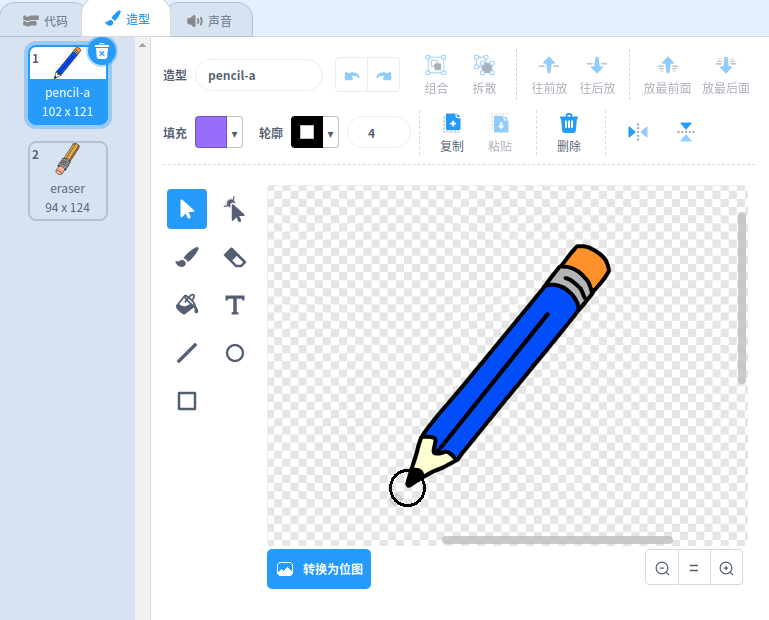 代码 造型 声音
1
pencil-a
102 x 121
2
eraser
94 x 124
造型 pencil-a 组合 拆散 往前放 往后放 放最前面 放最后面
填充 轮廓 4 复制 粘贴 删除
T
转换为位图